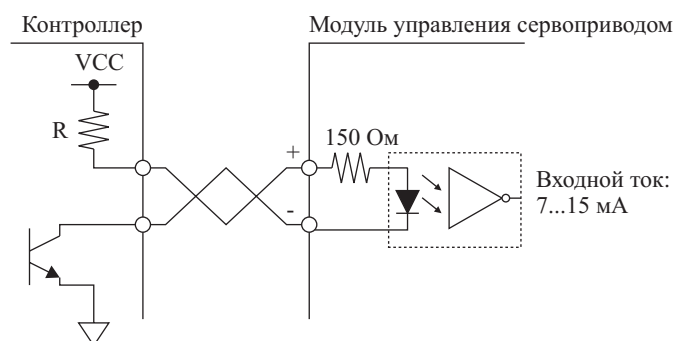 Контроллер
Модуль управления сервоприводом
VCC
R
150 Ом
+
-
Входной ток:
7...15 мА